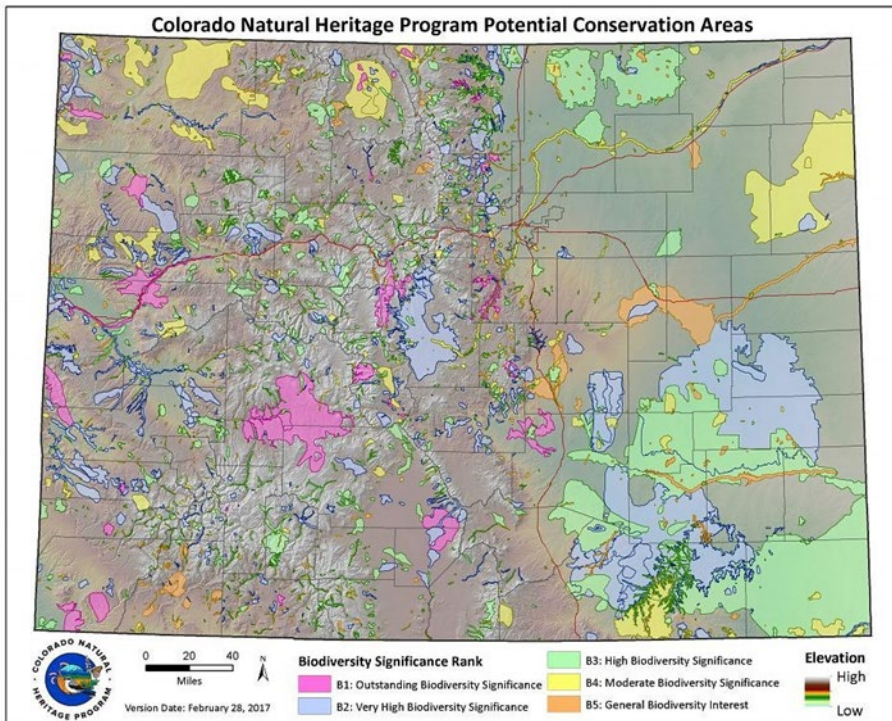 Colorado Natural Heritage Program Potential Conservation Areas
COLORADO NATURAL
HERITAGE PROGRAM
0 20 40
Miles
N
Version Date: February 28, 2017
Biodiversity Significance Rank
B1: Outstanding Biodiversity Significance
B2: Very High Biodiversity Significance
B3: High Biodiversity Significance
B4: Moderate Biodiversity Significance
B5: General Biodiversity Interest
Elevation
High
Low